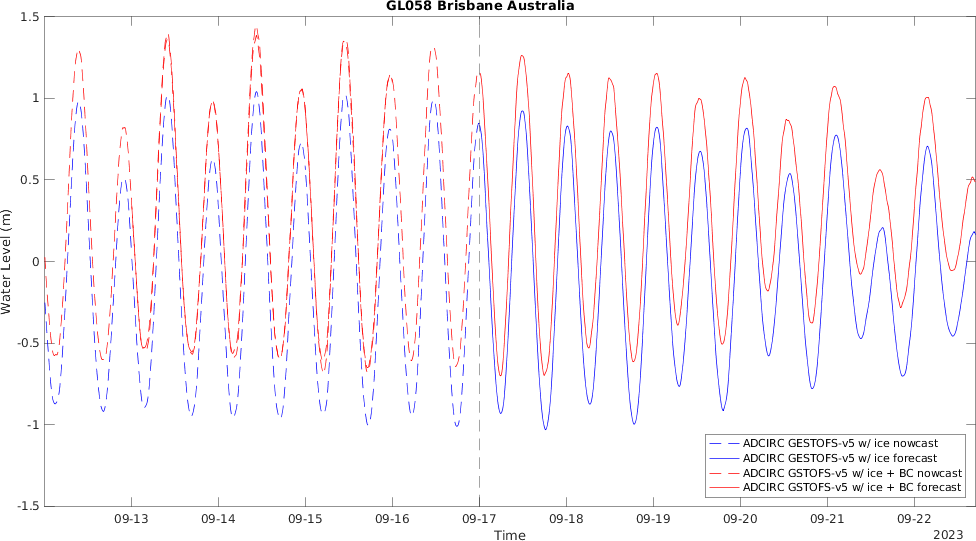 GL058 Brisbane Australia
1.5
1
0.5
0
-0.5
-1
-1.5
Water Level (m)
09-13 09-14 09-15 09-16 09-17 09-18 09-19 09-20 09-21 09-22
Time
2023
ADCIRC GESTOFS-v5 w/ ice nowcast
ADCIRC GESTOFS-v5 w/ ice forecast
ADCIRC GSTOFS-v5 w/ ice + BC nowcast
ADCIRC GSTOFS-v5 w/ ice + BC forecast